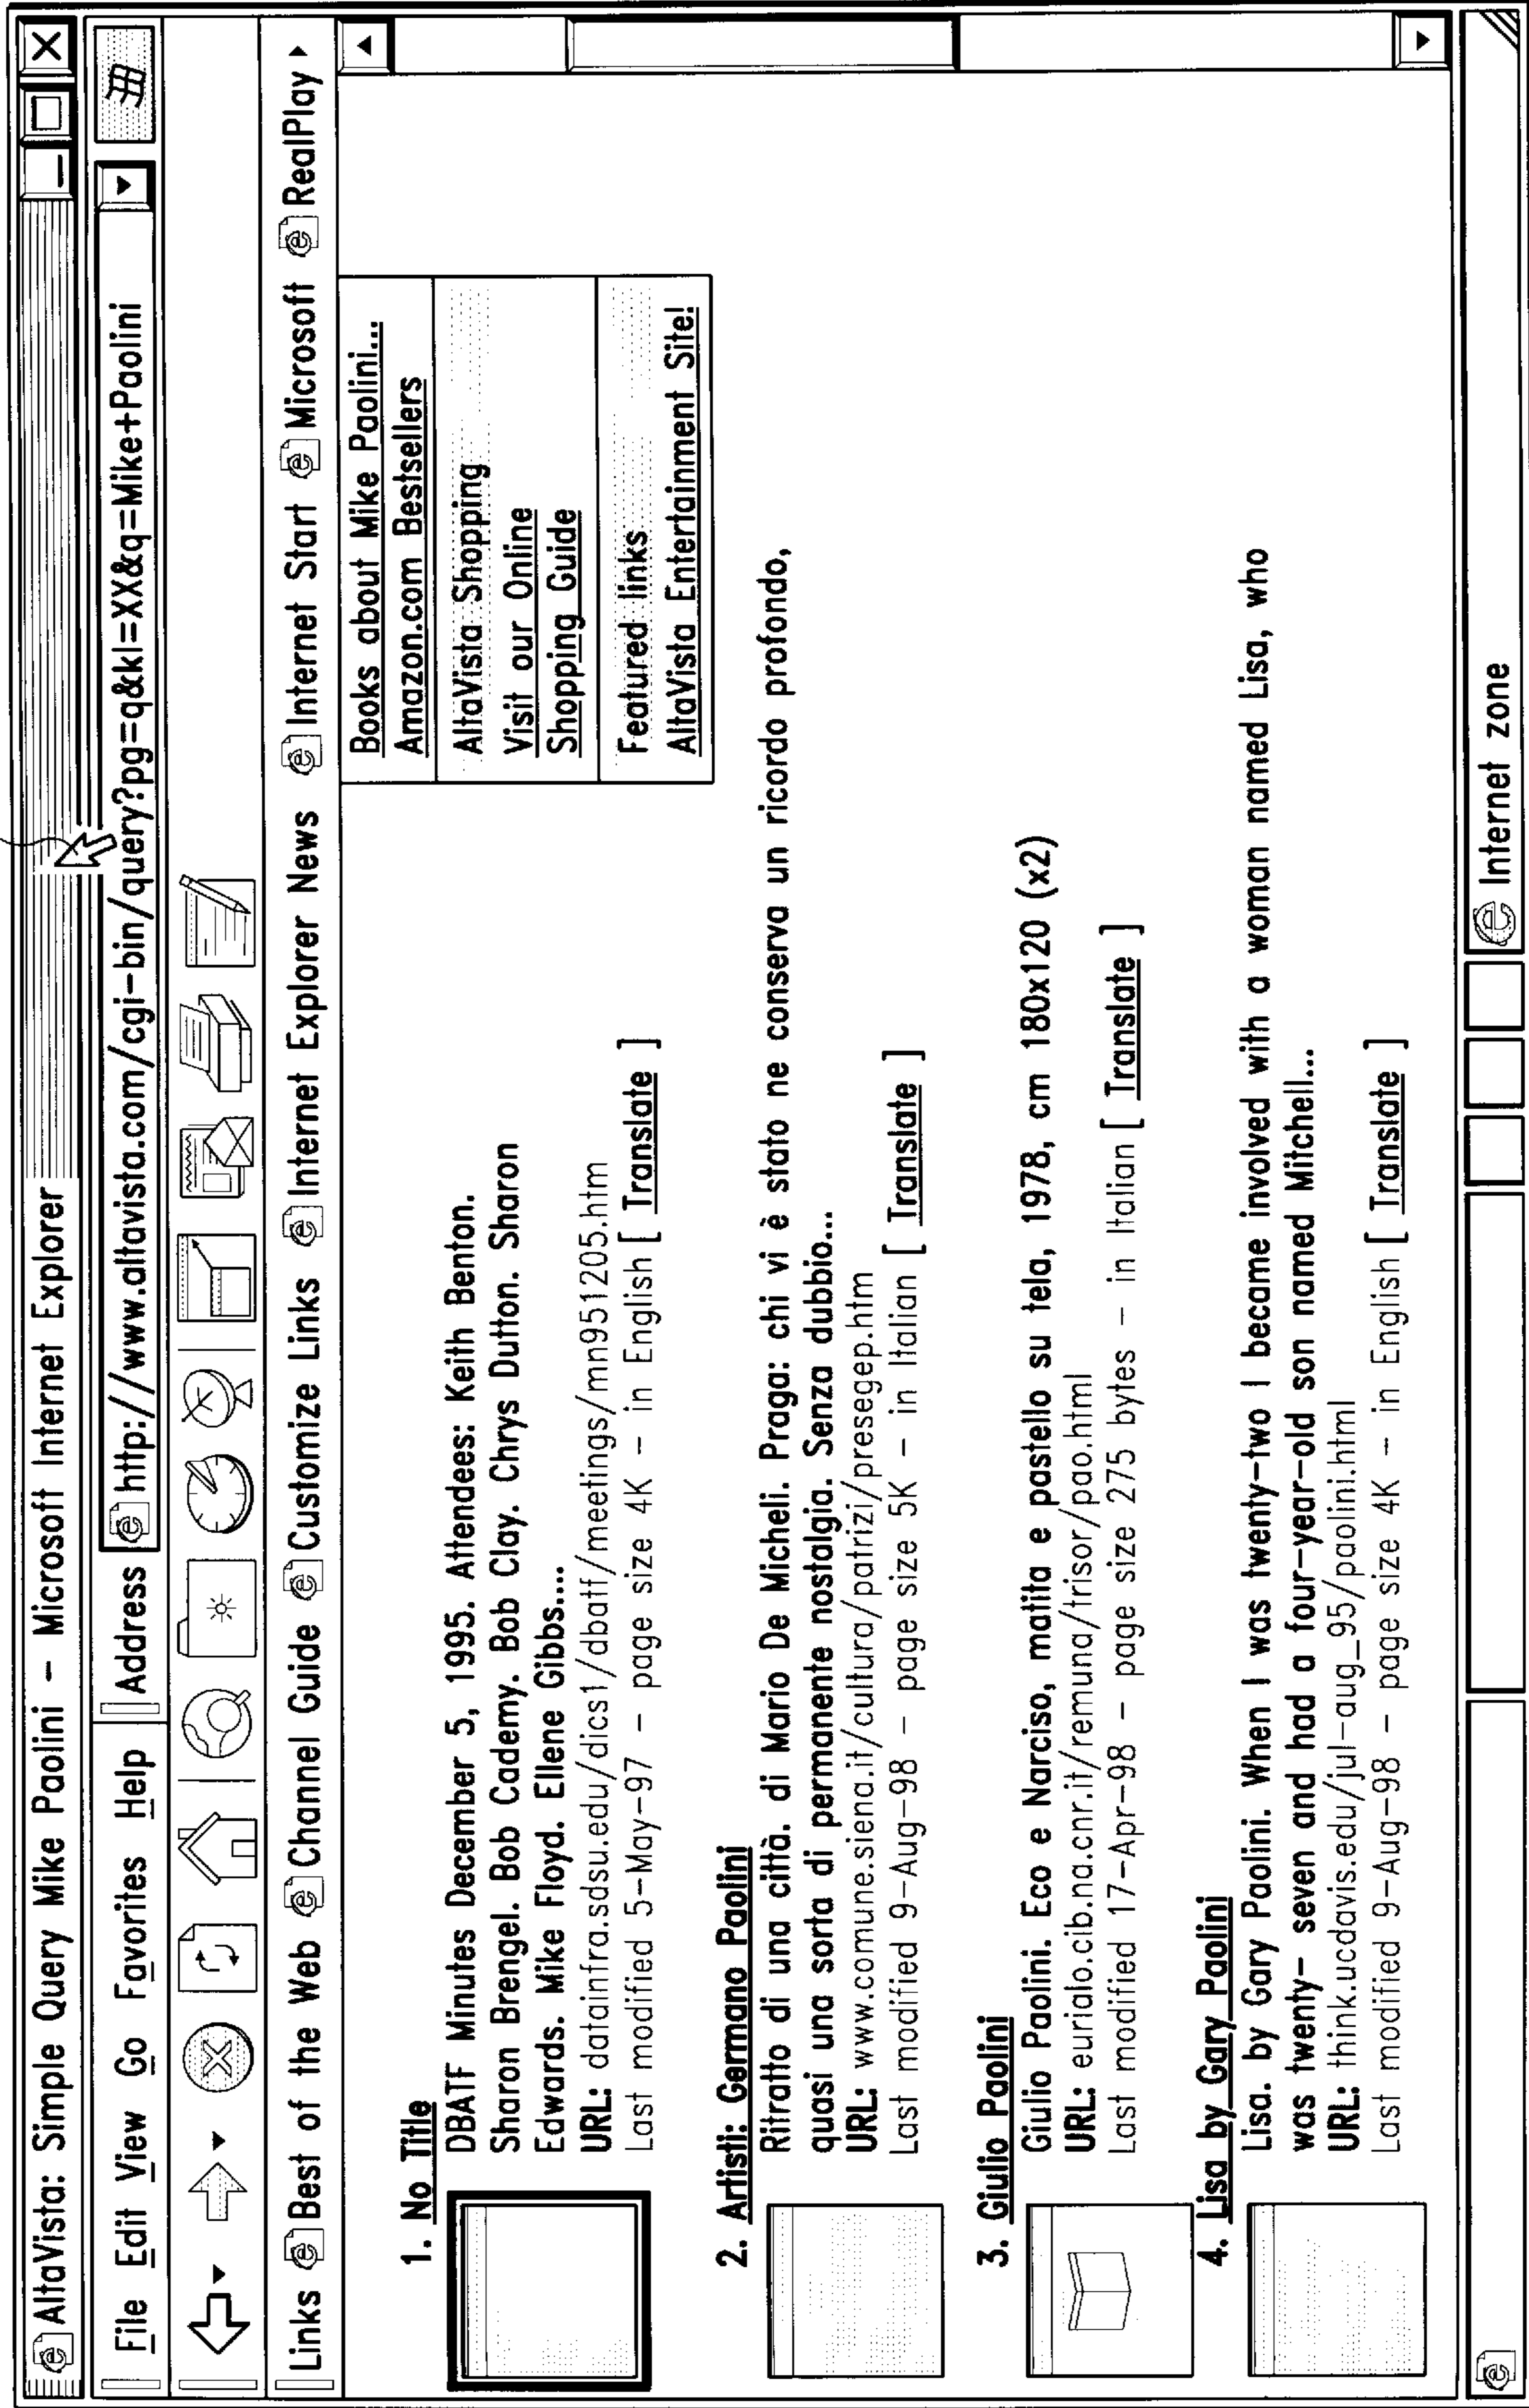 AltaVista: Simple Query Mike Paolini – Microsoft Internet Explorer
File Edit View Go Favorites Help
Address http://www.altavista.com/cgi-bin/query?pg=q&kl=XX&q=Mike+Paolini
Links Best of the Web Channel Guide Customize Links Internet Explorer News Internet Start Microsoft RealPlay
Books about Mike Paolini...
Amazon.com Bestsellers
AltaVista Shopping
Visit our Online
Shopping Guide
Featured links
AltaVista Entertainment Site!
1. No Title
DBATF Minutes December 5, 1995. Attendees: Keith Benton.
Sharon Brengel. Bob Cademy. Bob Clay. Chrys Dutton. Sharon
Edwards. Mike Floyd. Ellene Gibbs....
URL: datainfra.sdsu.edu/dics1/dbatf/meetings/mn951205.htm
Last modified 5-May-97 – page size 4K – in English [ Translate ]
2. Artisti: Germano Paolini
Ritratto di una città. di Mario De Micheli. Praga: chi vi è stato ne conserva un ricordo profondo,
quasi una sorta di permanente nostalgia. Senza dubbio...
URL: www.comune.siena.it/cultura/patrizi/presegep.htm
Last modified 9-Aug-98 – page size 5K – in Italian [ Translate ]
3. Giulio Paolini
Giulio Paolini. Eco e Narciso, matita e pastello su tela, 1978, cm 180x120 (x2)
URL: eurialo.cib.na.cnr.it/remuna/trisor/pao.html
Last modified 17-Apr-98 – page size 275 bytes – in Italian [ Translate ]
4. Lisa by Gary Paolini
Lisa. by Gary Paolini. When I was twenty-two I became involved with a woman named Lisa, who
was twenty- seven and had a four-year-old son named Mitchell...
URL: think.ucdavis.edu/jul-aug_95/paolini.html
Last modified 9-Aug-98 – page size 4K – in English [ Translate ]
Internet zone